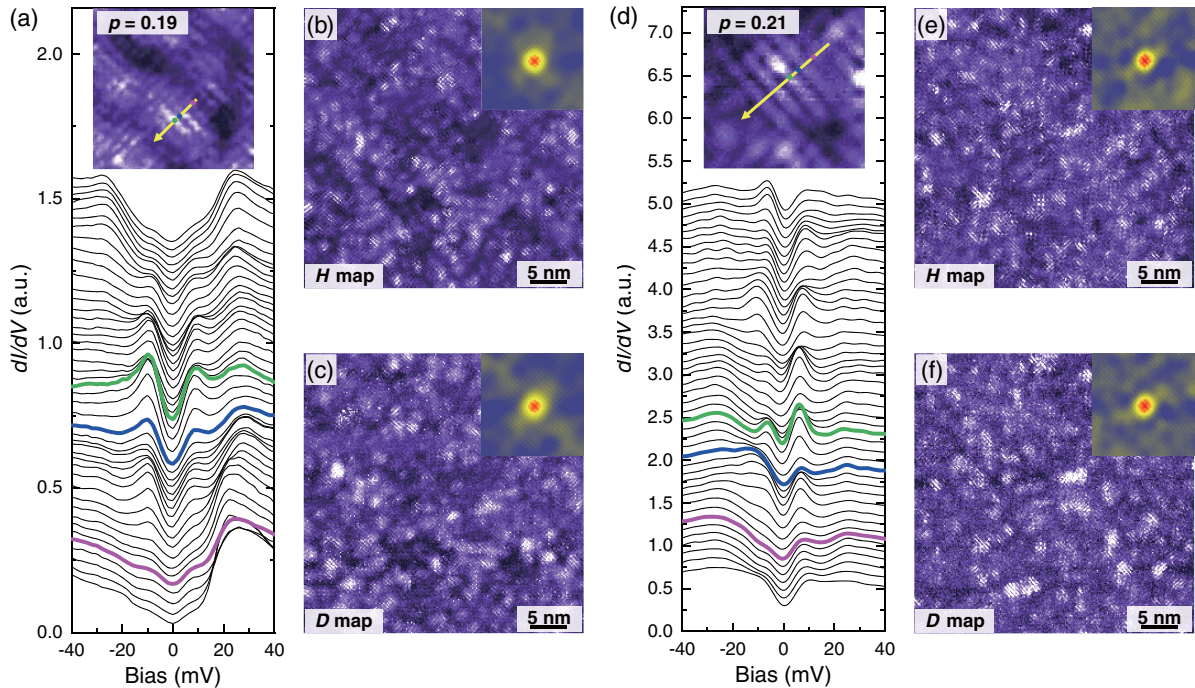 (a)
p = 0.19
2.0
1.5
1.0
0.5
0.0
dI/dV (a.u.)
-40 -20 0 20 40
Bias (mV)
(b)
H map
5 nm
(c)
D map
5 nm
(d)
p = 0.21
7.0
6.5
6.0
5.5
5.0
4.5
4.0
3.5
3.0
2.5
2.0
1.5
1.0
0.5
0.0
dI/dV (a.u.)
-40 -20 0 20 40
Bias (mV)
(e)
H map
5 nm
(f)
D map
5 nm